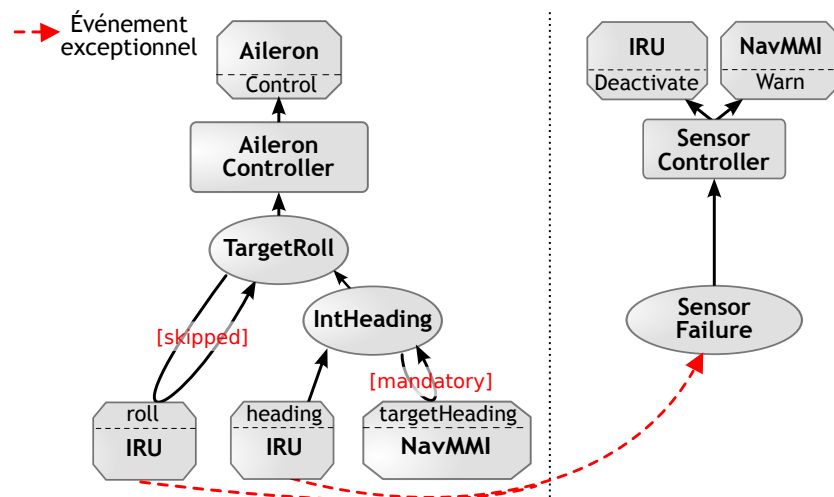 Événement
exceptionnel
Aileron
Control
Aileron
Controller
TargetRoll
[skipped]
IntHeading
[mandatory]
roll
IRU
heading
IRU
targetHeading
NavMMI
IRU
Deactivate
NavMMI
Warn
Sensor
Controller
Sensor
Failure